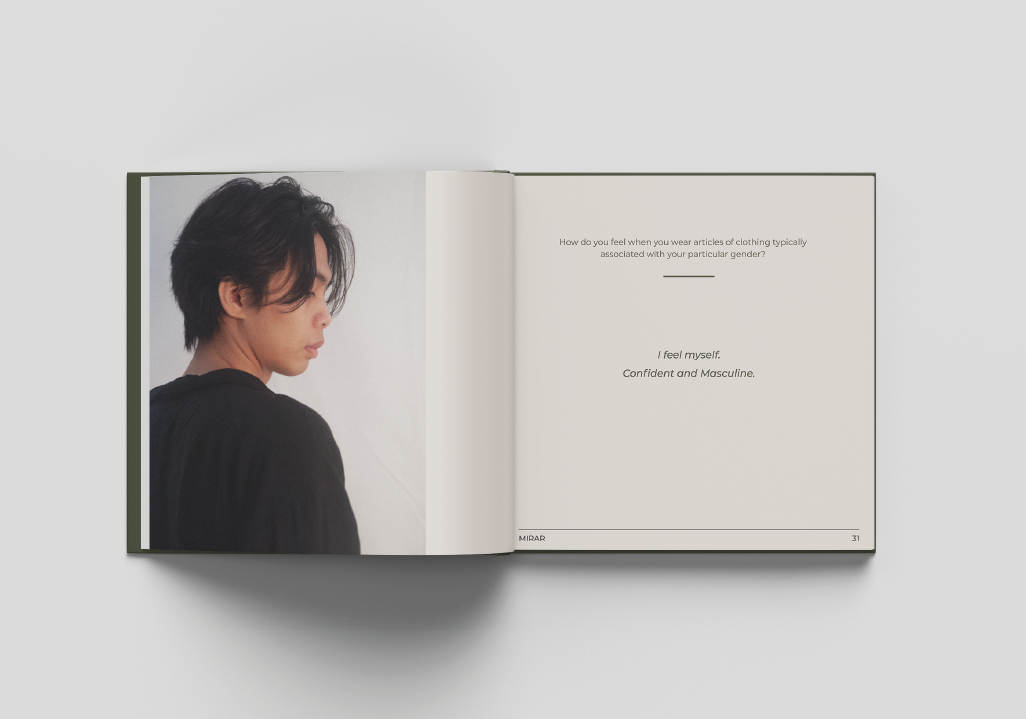 How do you feel when you wear articles of clothing typically
associated with your particular gender?
I feel myself.
Confident and Masculine.
MIRAR
31